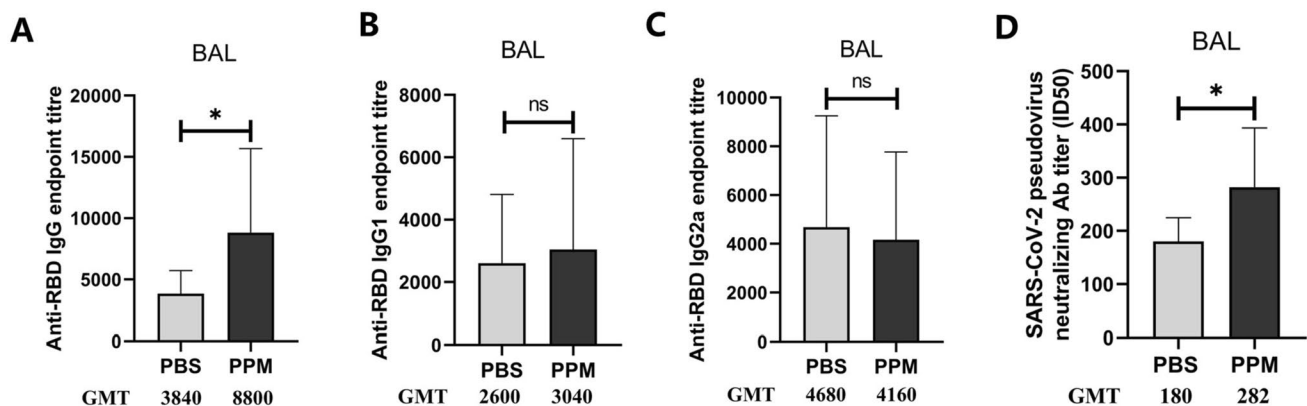 A
BAL
Anti-RBD IgG endpoint titre
20000
15000
10000
5000
0
*
PBS PPM
GMT 3840 8800
B
BAL
Anti-RBD IgG1 endpoint titre
8000
6000
4000
2000
0
ns
PBS PPM
GMT 2600 3040
C
BAL
Anti-RBD IgG2a endpoint titre
10000
8000
6000
4000
2000
0
ns
PBS PPM
GMT 4680 4160
D
BAL
SARS-CoV-2 pseudovirus
neutralizing Ab titer (ID50)
500
400
300
200
100
0
*
PBS PPM
GMT 180 282